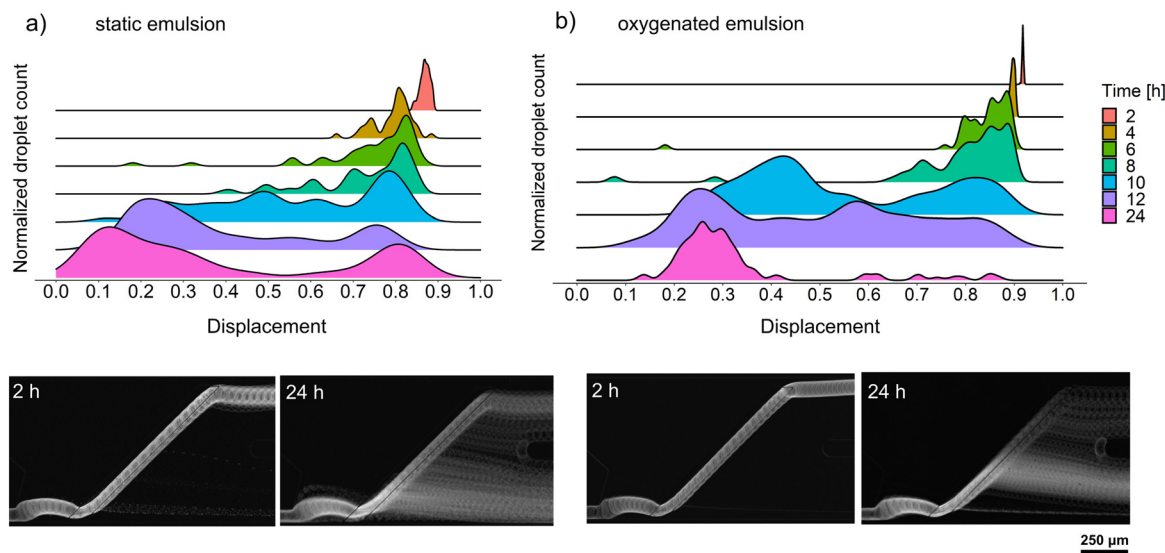 a) static emulsion
b) oxygenated emulsion
Normalized droplet count
0.0 0.1 0.2 0.3 0.4 0.5 0.6 0.7 0.8 0.9 1.0
Displacement
Normalized droplet count
0.0 0.1 0.2 0.3 0.4 0.5 0.6 0.7 0.8 0.9 1.0
Displacement
Time [h]
2
4
6
8
10
12
24
2 h
24 h
2 h
24 h
250 µm